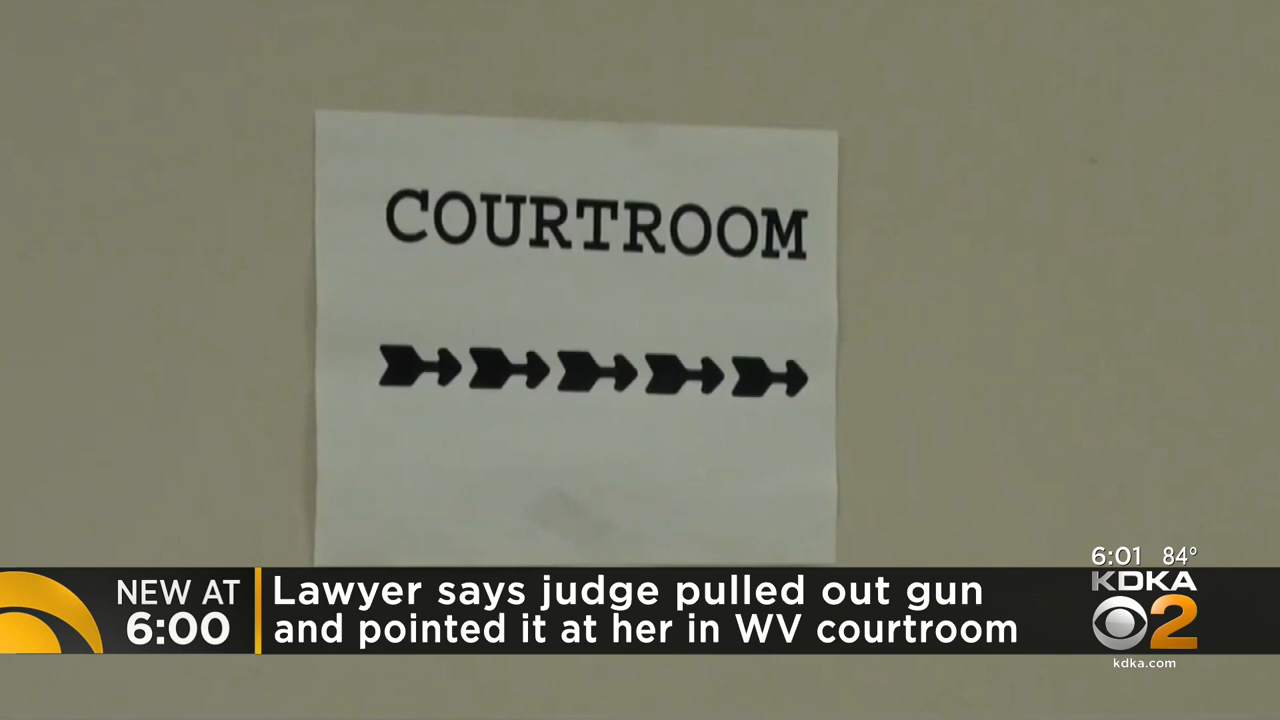 COURTROOM
NEW AT
6:00
Lawyer says judge pulled out gun
and pointed it at her in WV courtroom
6:01 84°
KDKA
2
kdka.com